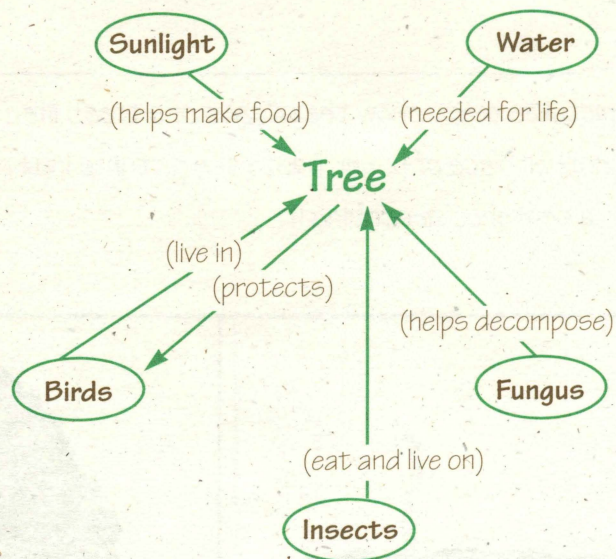 Sunlight
Water
(helps make food)
(needed for life)
Tree
(live in)
(protects)
(helps decompose)
Birds
Fungus
(eat and live on)
Insects